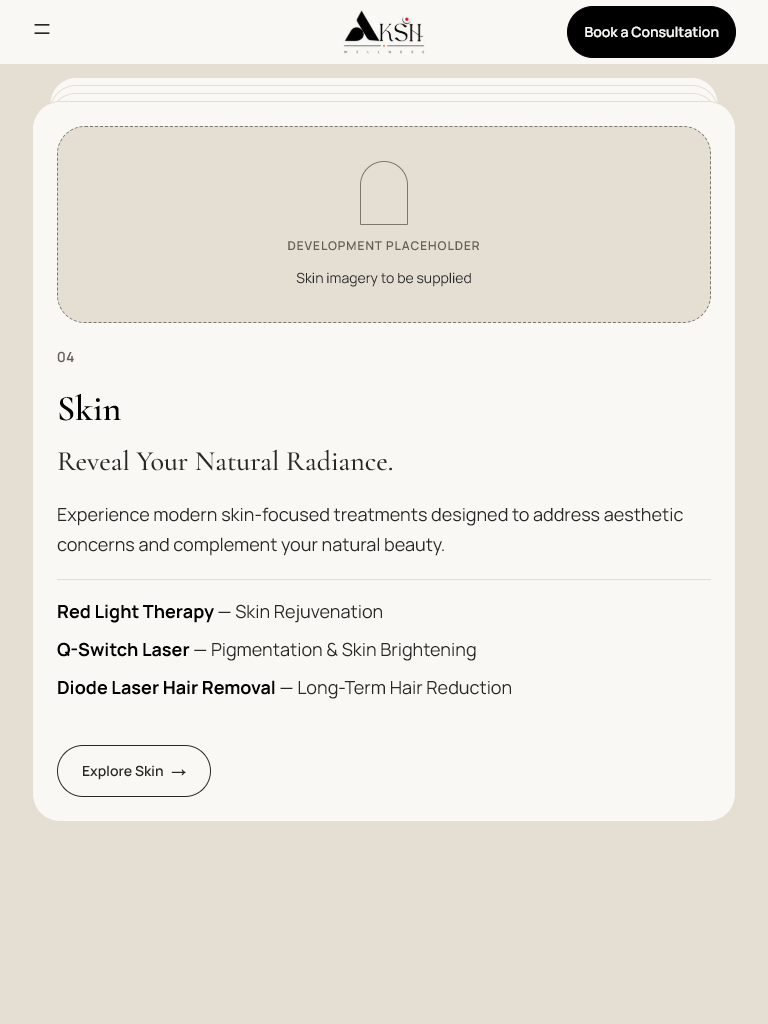 AKSH
WELLNESS
Book a Consultation
DEVELOPMENT PLACEHOLDER
Skin imagery to be supplied
04
Skin
Reveal Your Natural Radiance.
Experience modern skin-focused treatments designed to address aesthetic
concerns and complement your natural beauty.
Red Light Therapy — Skin Rejuvenation
Q-Switch Laser — Pigmentation & Skin Brightening
Diode Laser Hair Removal — Long-Term Hair Reduction
Explore Skin →